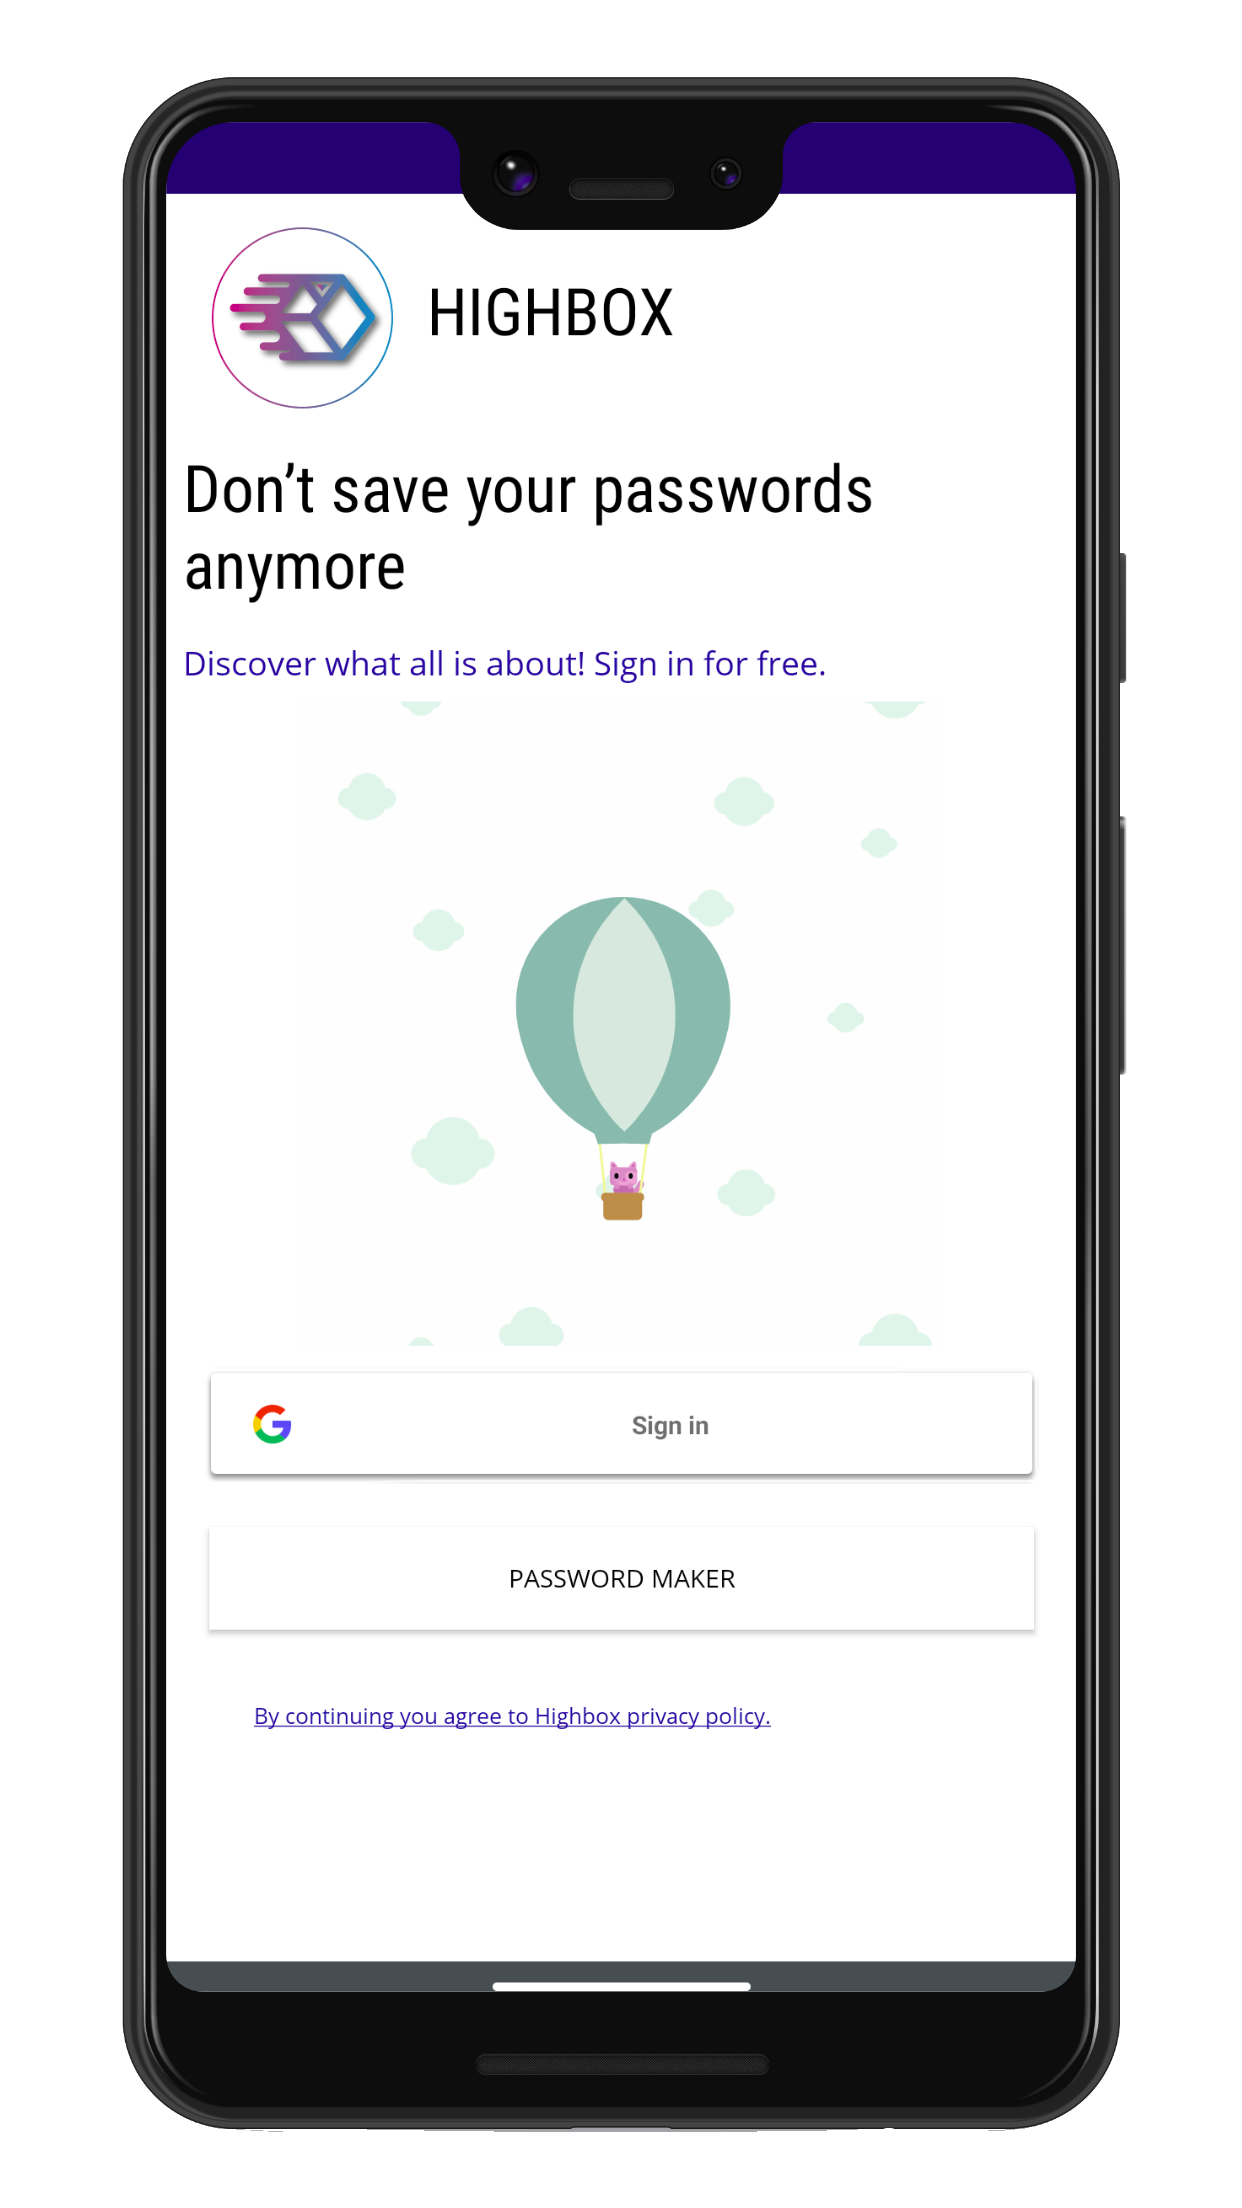 HIGHBOX
Don’t save your passwords
anymore
Discover what all is about! Sign in for free.
Sign in
PASSWORD MAKER
By continuing you agree to Highbox privacy policy.